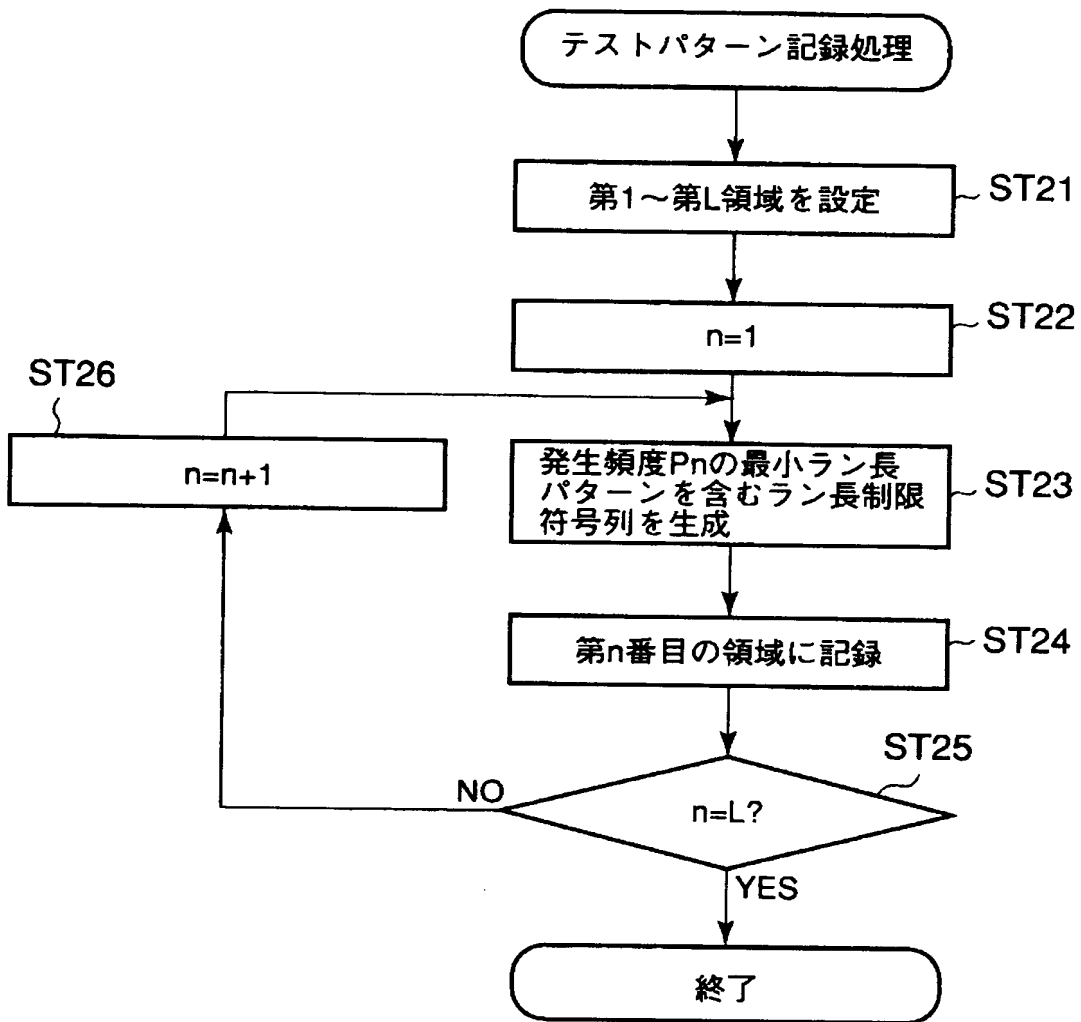 テストパターン記録処理
第1～第L領域を設定
ST21
n=1
ST22
ST26
n=n+1
発生頻度Pnの最小ラン長
パターンを含むラン長制限
符号列を生成
ST23
第n番目の領域に記録
ST24
ST25
n=L?
NO
YES
終了